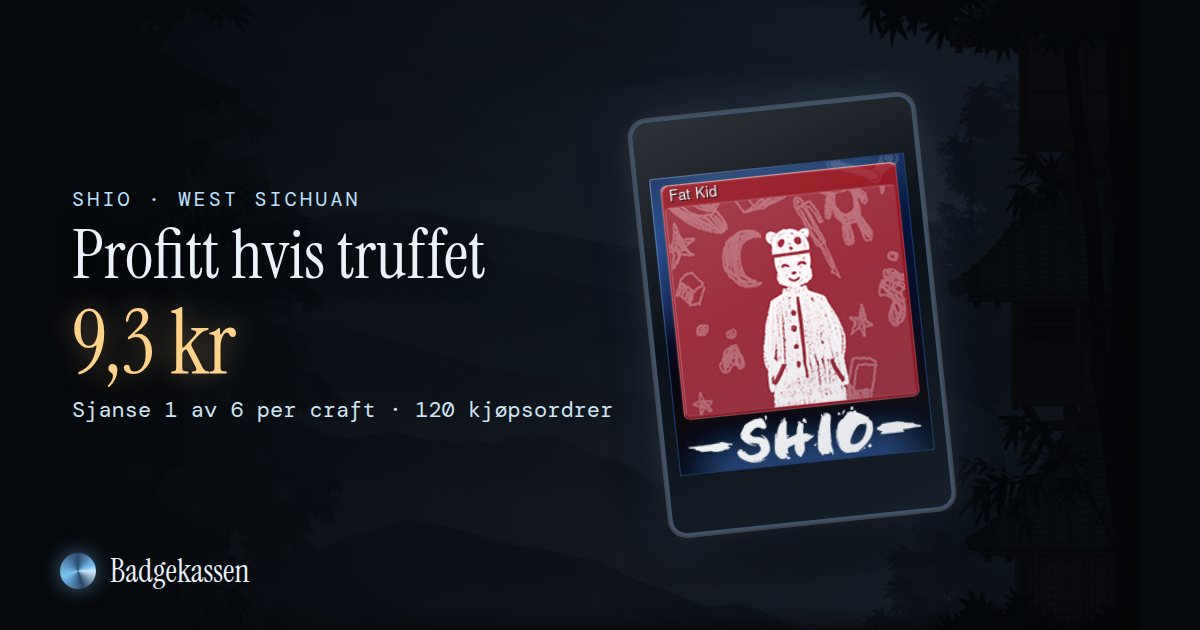 SHIO · WEST SICHUAN
Profitt hvis truffet
9,3 kr
Sjanse 1 av 6 per craft · 120 kjøpsordrer
Fat Kid
SHIO
Badgekassen